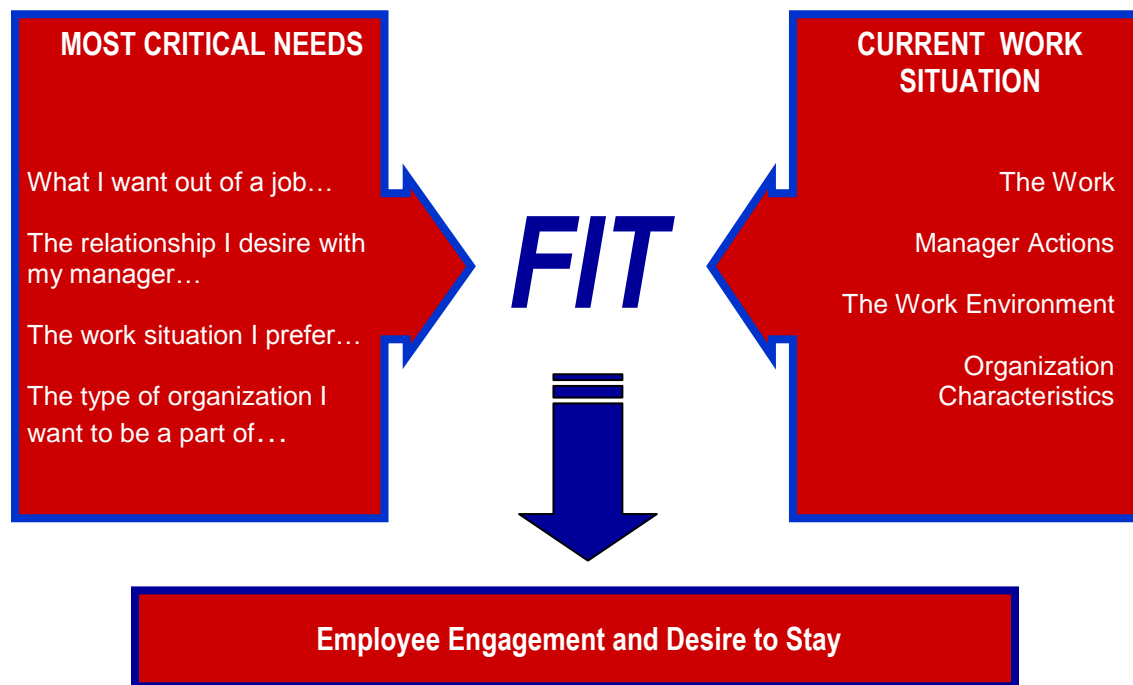 MOST CRITICAL NEEDS
What I want out of a job…
The relationship I desire with
my manager…
The work situation I prefer…
The type of organization I
want to be a part of…
FIT
CURRENT WORK
SITUATION
The Work
Manager Actions
The Work Environment
Organization
Characteristics
Employee Engagement and Desire to Stay